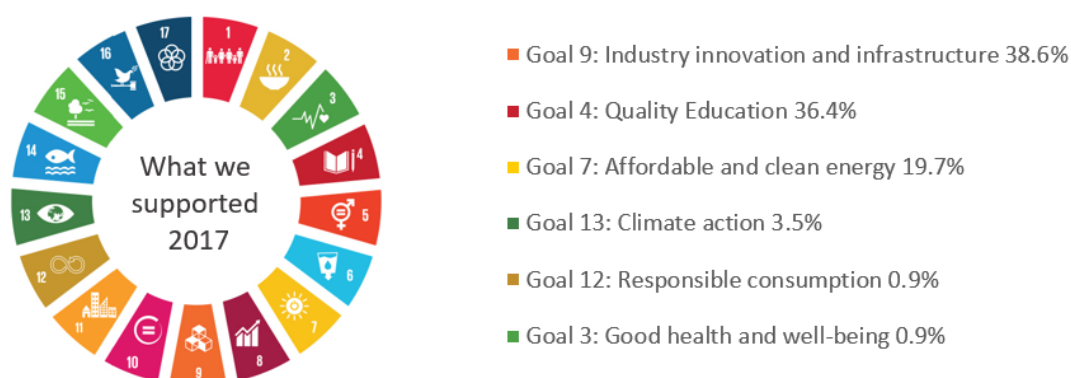 17
1
16
2
15
3
14
4
13
5
12
6
11
7
10
8
9
What we
supported
2017
Goal 9: Industry innovation and infrastructure 38.6%
Goal 4: Quality Education 36.4%
Goal 7: Affordable and clean energy 19.7%
Goal 13: Climate action 3.5%
Goal 12: Responsible consumption 0.9%
Goal 3: Good health and well-being 0.9%